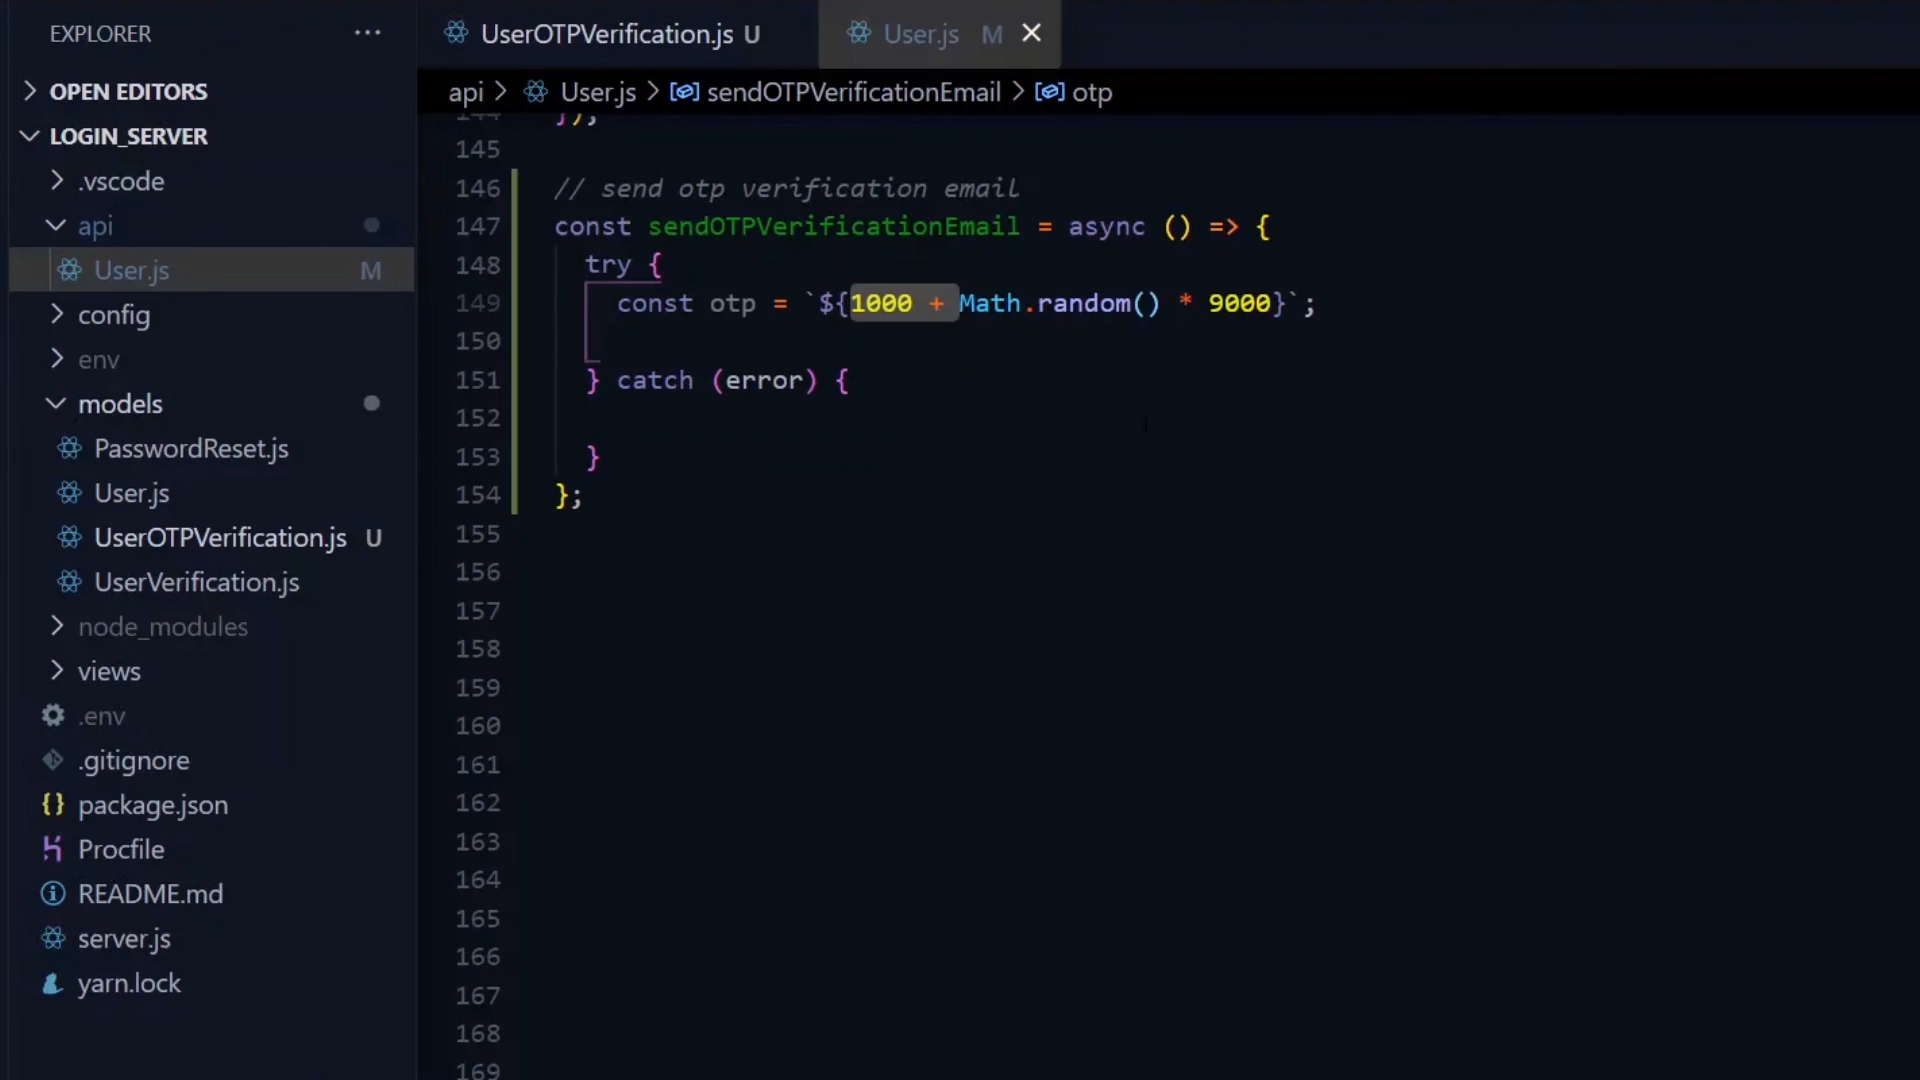 EXPLORER
OPEN EDITORS
LOGIN_SERVER
.vscode
api
User.js M
config
env
models
PasswordReset.js
User.js
UserOTPVerification.js U
UserVerification.js
node_modules
views
.env
.gitignore
package.json
Procfile
README.md
server.js
yarn.lock
UserOTPVerification.js U
User.js M
api > User.js > sendOTPVerificationEmail > otp
144 });
145
146 // send otp verification email
147 const sendOTPVerificationEmail = async () => {
148 try {
149 const otp = `${1000 + Math.random() * 9000}`;
150
151 } catch (error) {
152
153 }
154 };
155
156
157
158
159
160
161
162
163
164
165
166
167
168
169